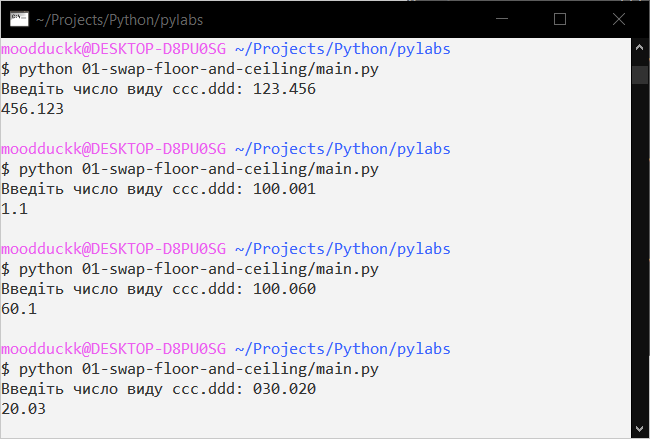 ~/Projects/Python/pylabs
moodduckk@DESKTOP-D8PU0SG ~/Projects/Python/pylabs
$ python 01-swap-floor-and-ceiling/main.py
Введіть число виду ccc.ddd: 123.456
456.123
moodduckk@DESKTOP-D8PU0SG ~/Projects/Python/pylabs
$ python 01-swap-floor-and-ceiling/main.py
Введіть число виду ccc.ddd: 100.001
1.1
moodduckk@DESKTOP-D8PU0SG ~/Projects/Python/pylabs
$ python 01-swap-floor-and-ceiling/main.py
Введіть число виду ccc.ddd: 100.060
60.1
moodduckk@DESKTOP-D8PU0SG ~/Projects/Python/pylabs
$ python 01-swap-floor-and-ceiling/main.py
Введіть число виду ccc.ddd: 030.020
20.03